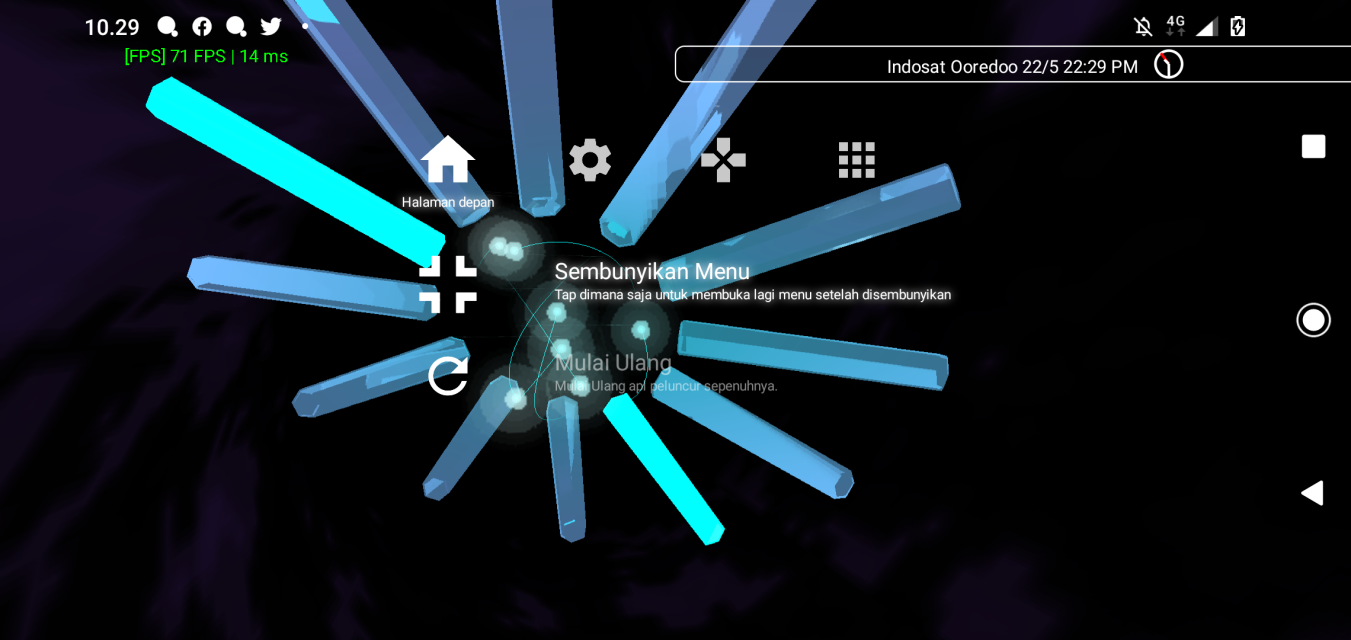 10.29
4G
[FPS] 71 FPS | 14 ms
Indosat Ooredoo 22/5 22:29 PM
Halaman depan
Sembunyikan Menu
Tap dimana saja untuk membuka lagi menu setelah disembunyikan
Mulai Ulang
Mulai Ulang api peluncur sepenuhnya.